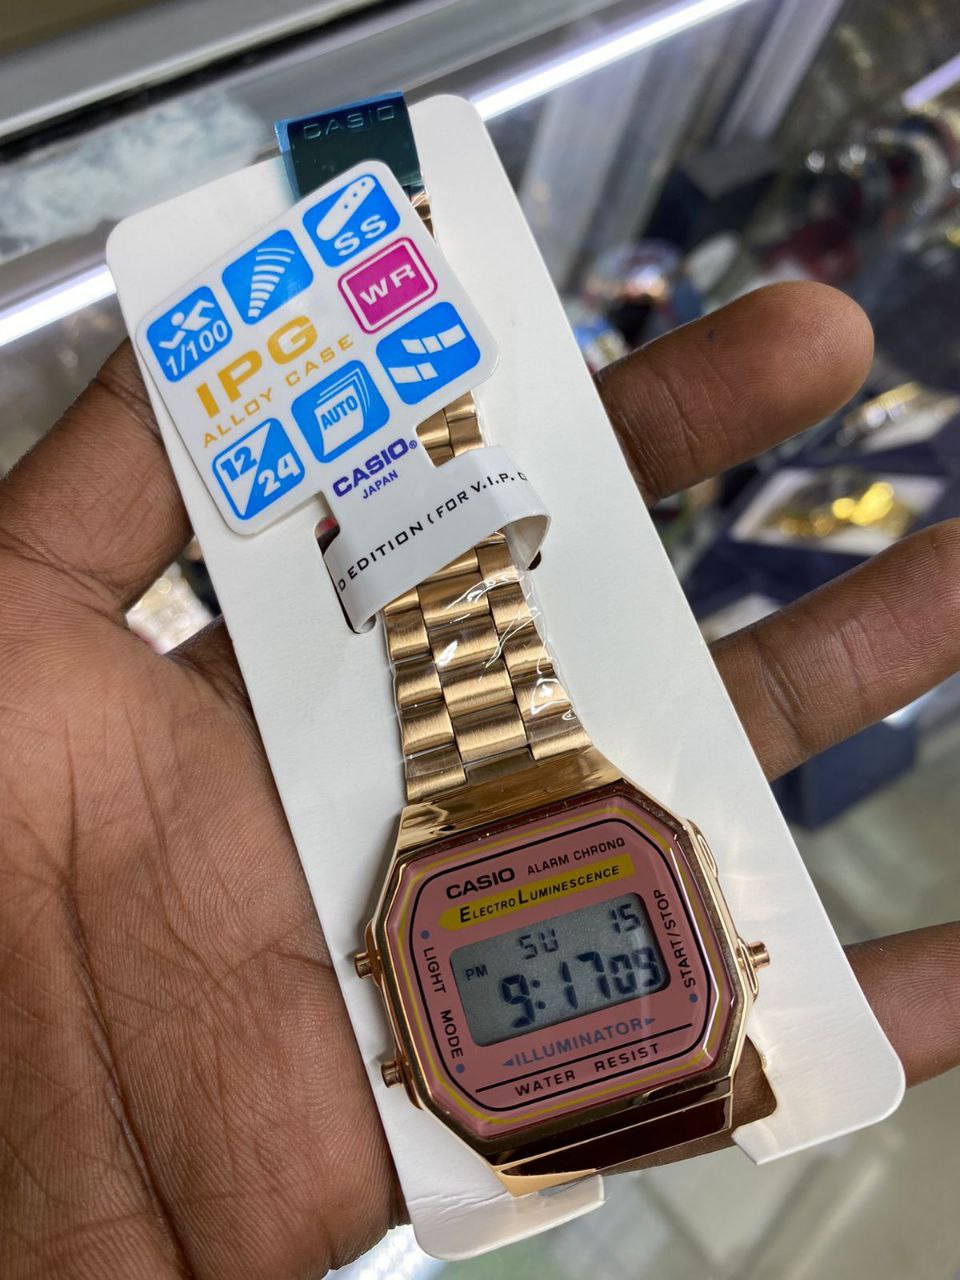 CASIO
SS
WR
1/100
IPG
ALLOY CASE
AUTO
12/24
CASIO®
JAPAN
EDITION (FOR V.I.P.
CASIO ALARM CHRONO
ELECTRO LUMINESCENCE
LIGHT
MODE
START/STOP
SU 15
PM 9:17 09
ILLUMINATOR
WATER RESIST